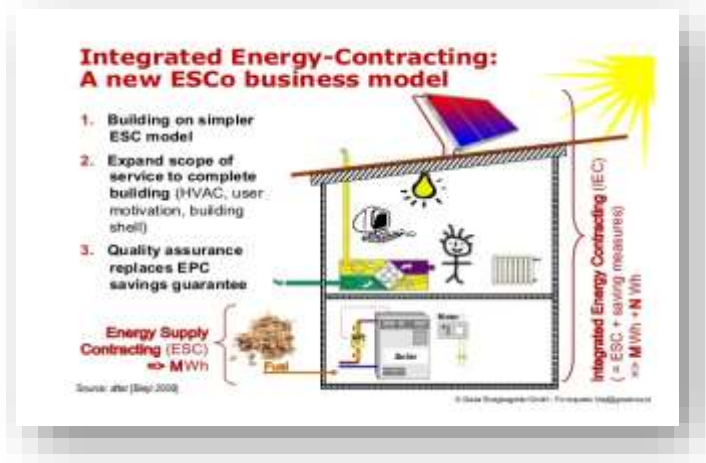 Integrated Energy-Contracting:
A new ESCo business model
1. Building on simpler
ESC model
2. Expand scope of
service to complete
building (HVAC, user
motivation, building
shell)
3. Quality assurance
replaces EPC
savings guarantee
Energy Supply
Contracting (ESC)
=> MWh
Fuel
Boiler
Meter
Integrated Energy Contracting (IEC)
( = ESC + saving measures)
=> MWh + N Wh
Source: after [Bleyl 2009]